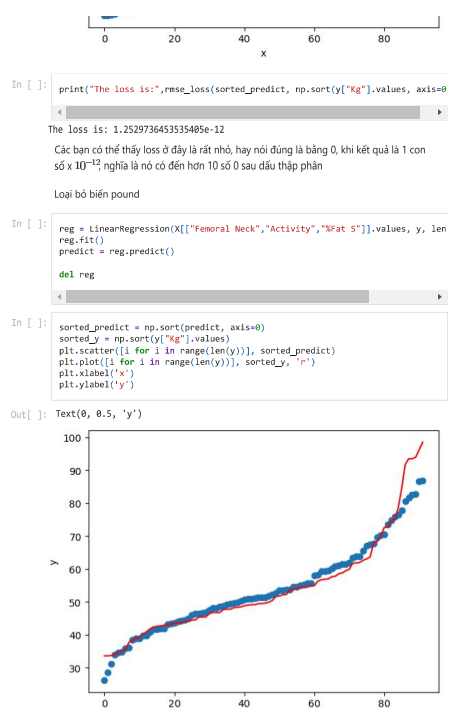 0 20 40 60 80
x
In [ ]: print("The loss is:",rmse_loss(sorted_predict, np.sort(y["Kg"].values, axis=0
The loss is: 1.2529736453535405e-12
Các bạn có thể thấy loss ở đây là rất nhỏ, hay nói đúng là bằng 0, khi kết quả là 1 con
số x 10⁻¹², nghĩa là nó có đến hơn 10 số 0 sau dấu thập phân
Loại bỏ biến pound
In [ ]: reg = LinearRegression(X[["Femoral Neck","Activity","%Fat S"]].values, y, len
reg.fit()
predict = reg.predict()
del reg
In [ ]: sorted_predict = np.sort(predict, axis=0)
sorted_y = np.sort(y["Kg"].values)
plt.scatter([i for i in range(len(y))], sorted_predict)
plt.plot([i for i in range(len(y))], sorted_y, 'r')
plt.xlabel('x')
plt.ylabel('y')
Out[ ]: Text(0, 0.5, 'y')
100
90
80
70
y
60
50
40
30
0 20 40 60 80